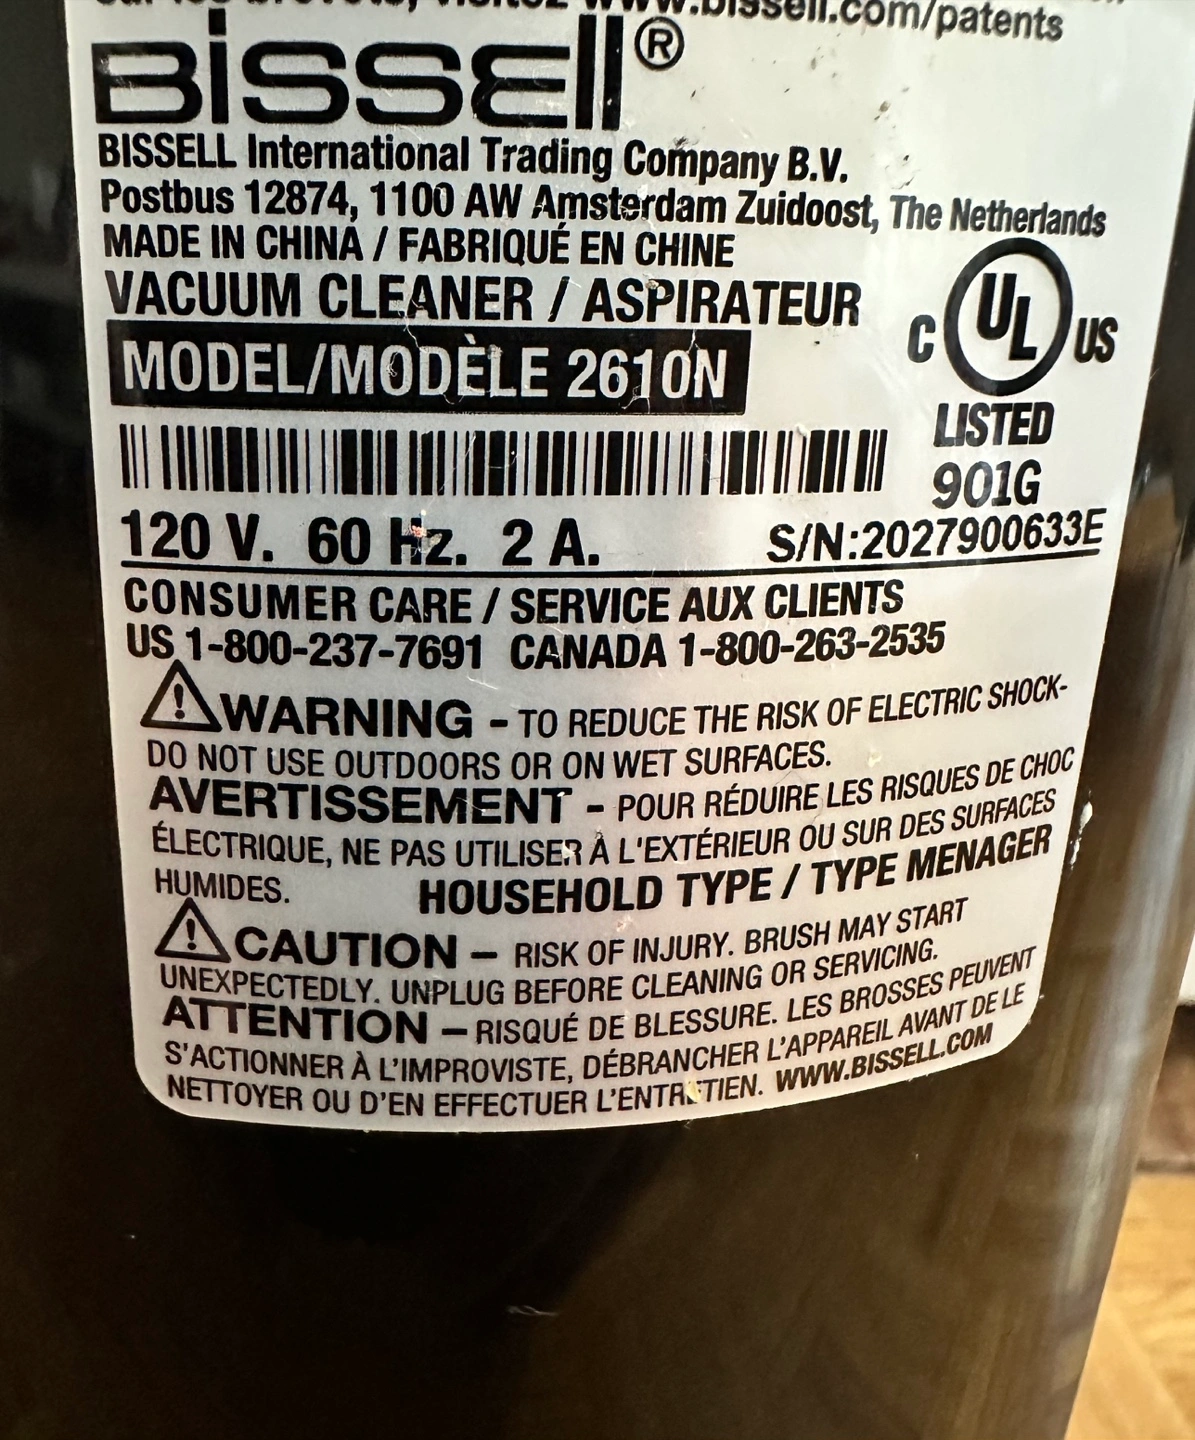 www.bissell.com/patents
BISSELL®
BISSELL International Trading Company B.V.
Postbus 12874, 1100 AW Amsterdam Zuidoost, The Netherlands
MADE IN CHINA / FABRIQUÉ EN CHINE
VACUUM CLEANER / ASPIRATEUR
MODEL/MODÈLE 2610N
C UL US
LISTED
901G
120 V. 60 Hz. 2 A. S/N:2027900633E
CONSUMER CARE / SERVICE AUX CLIENTS
US 1-800-237-7691 CANADA 1-800-263-2535
WARNING - TO REDUCE THE RISK OF ELECTRIC SHOCK-
DO NOT USE OUTDOORS OR ON WET SURFACES.
AVERTISSEMENT - POUR RÉDUIRE LES RISQUES DE CHOC
ÉLECTRIQUE, NE PAS UTILISER À L'EXTÉRIEUR OU SUR DES SURFACES
HUMIDES. HOUSEHOLD TYPE / TYPE MENAGER
CAUTION – RISK OF INJURY. BRUSH MAY START
UNEXPECTEDLY. UNPLUG BEFORE CLEANING OR SERVICING.
ATTENTION – RISQUÉ DE BLESSURE. LES BROSSES PEUVENT
S'ACTIONNER À L'IMPROVISTE, DÉBRANCHER L'APPAREIL AVANT DE LE
NETTOYER OU D'EN EFFECTUER L'ENTRETIEN. WWW.BISSELL.COM